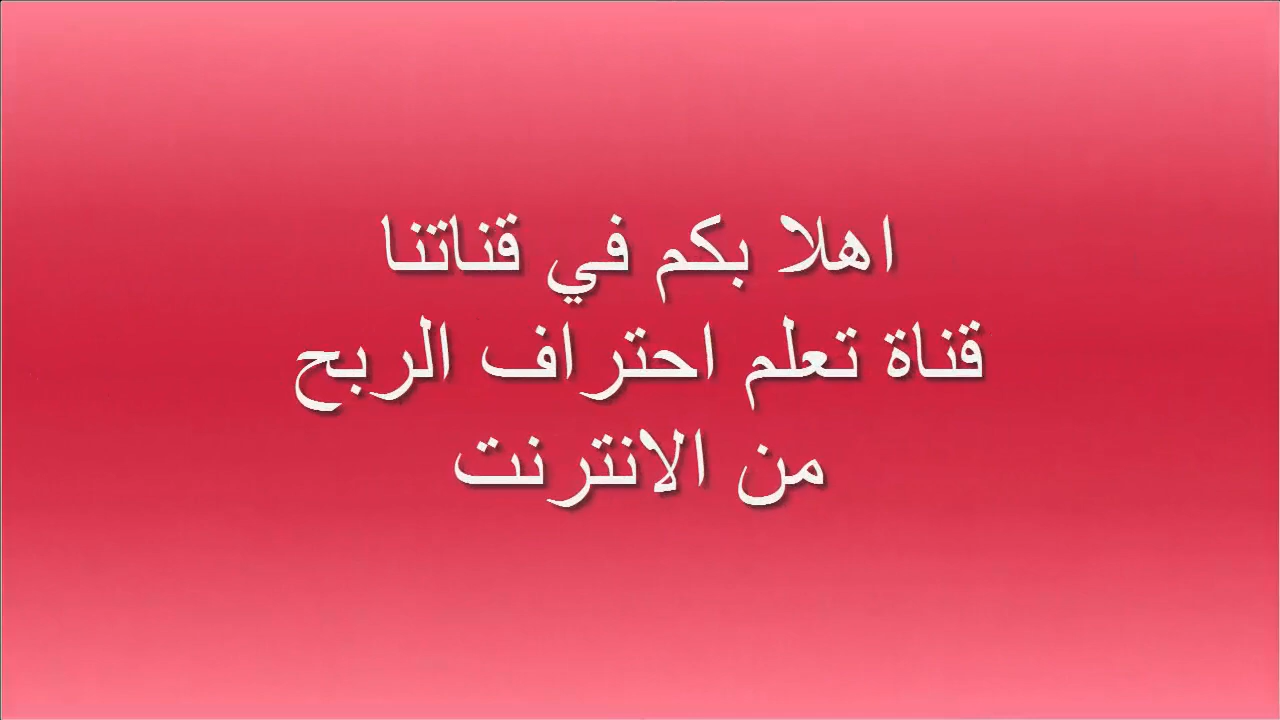 اهلا بكم في قناتنا
قناة تعلم احتراف الربح
من الانترنت